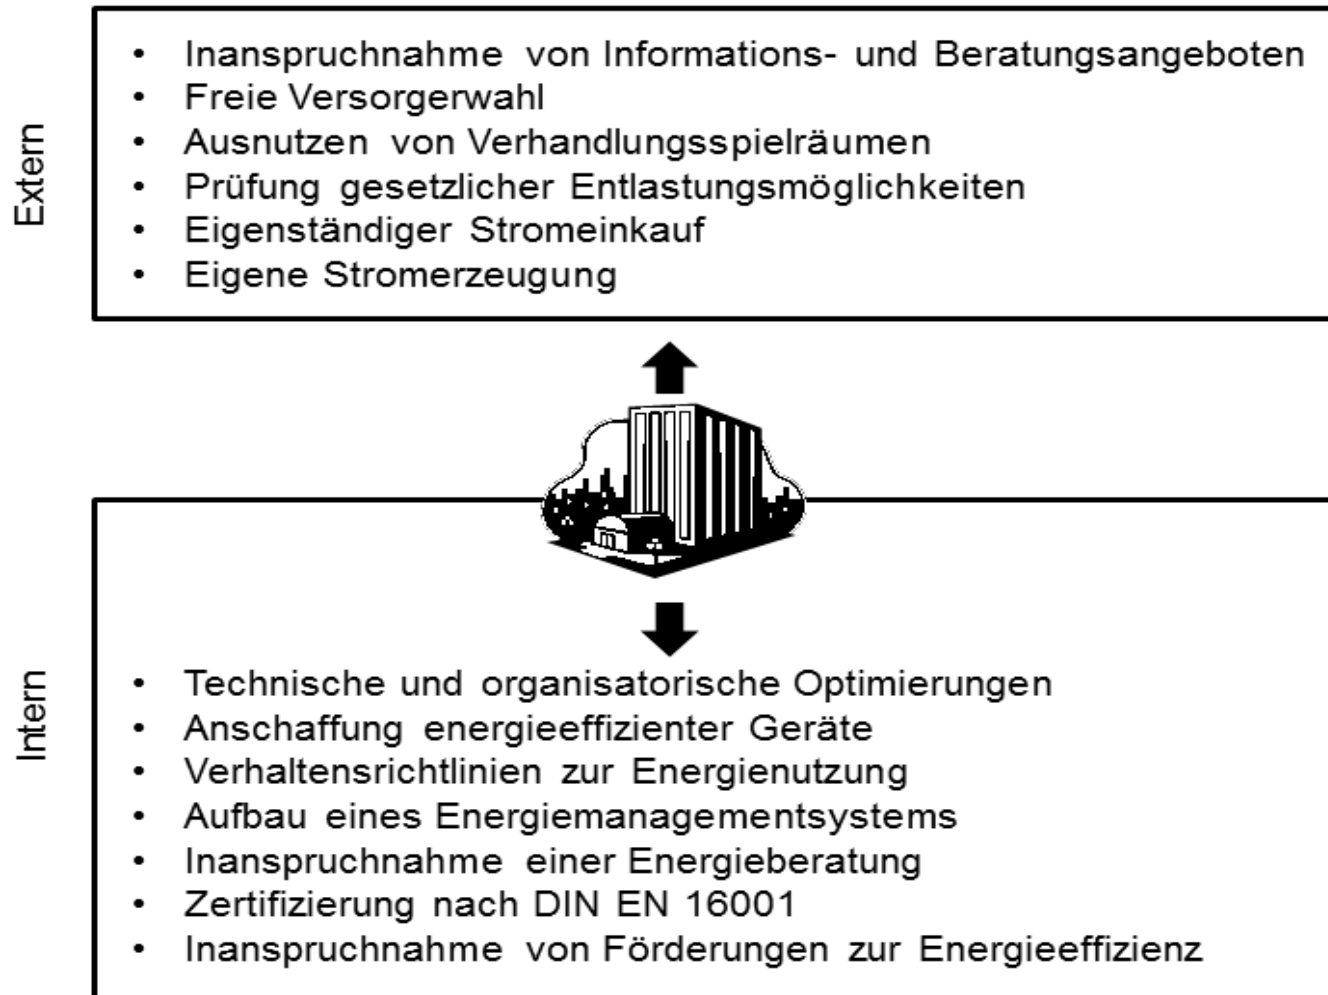 Extern
• Inanspruchnahme von Informations- und Beratungsangeboten
• Freie Versorgerwahl
• Ausnutzen von Verhandlungsspielräumen
• Prüfung gesetzlicher Entlastungsmöglichkeiten
• Eigenständiger Stromeinkauf
• Eigene Stromerzeugung
Intern
• Technische und organisatorische Optimierungen
• Anschaffung energieeffizienter Geräte
• Verhaltensrichtlinien zur Energienutzung
• Aufbau eines Energiemanagementsystems
• Inanspruchnahme einer Energieberatung
• Zertifizierung nach DIN EN 16001
• Inanspruchnahme von Förderungen zur Energieeffizienz